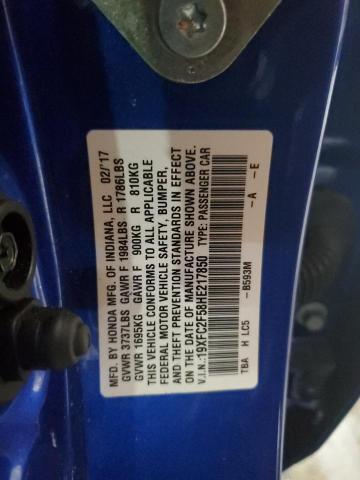 MFD. BY HONDA MFG. OF INDIANA, LLC 02/'17
GVWR 3737LBS GAWR F 1984LBS R 1786LBS
GVWR 1695KG GAWR F 900KG R 810KG
THIS VEHICLE CONFORMS TO ALL APPLICABLE
FEDERAL MOTOR VEHICLE SAFETY, BUMPER,
AND THEFT PREVENTION STANDARDS IN EFFECT
ON THE DATE OF MANUFACTURE SHOWN ABOVE.
V.I.N.:19XFC2F58HE217850 TYPE: PASSENGER CAR
TBA H LC5 - B593M - A - E